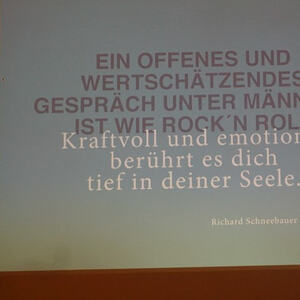 EIN OFFENES UND
WERTSCHÄTZENDES
GESPRÄCH UNTER MÄNN
IST WIE ROCK´N ROL
Kraftvoll und emotion
berührt es dich
tief in deiner Seele.
Richard Schneebauer